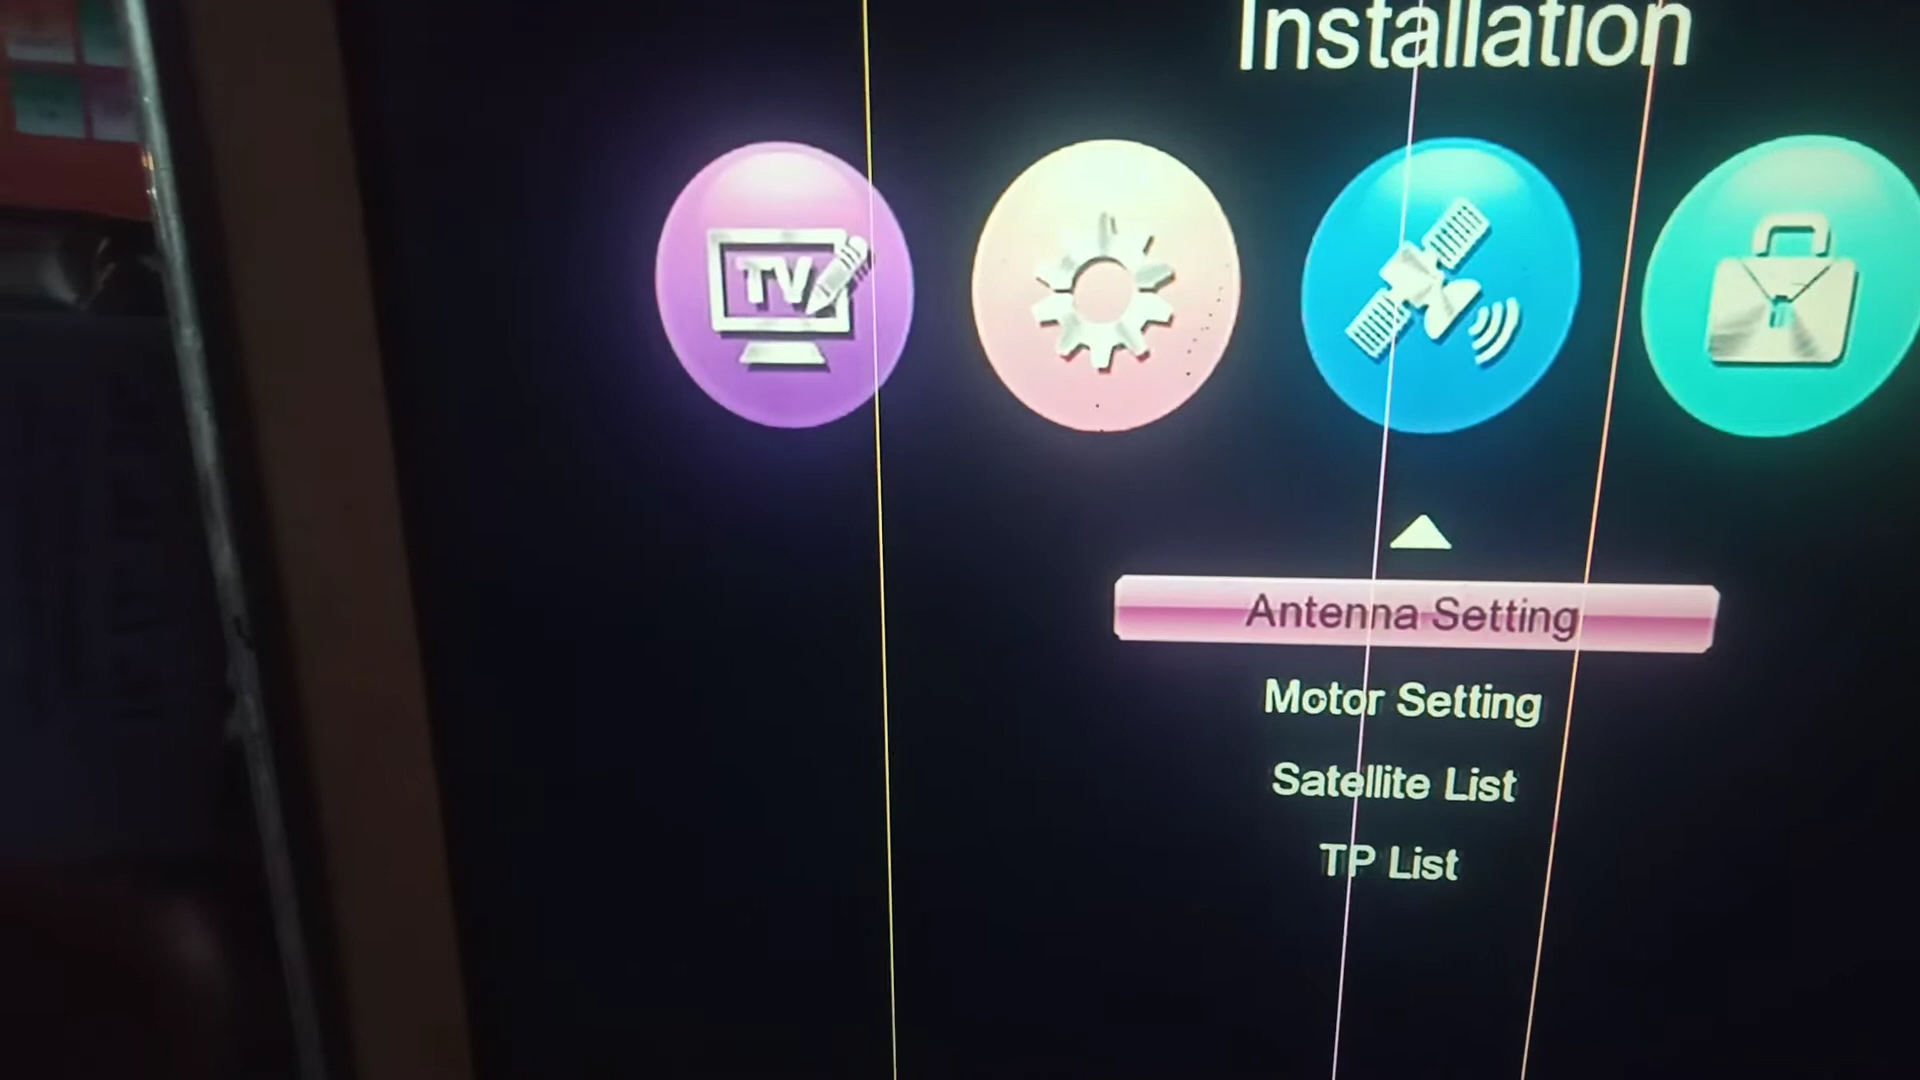 Installation
TV
Antenna Setting
Motor Setting
Satellite List
TP List